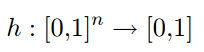 h : [0,1]ⁿ → [0,1]